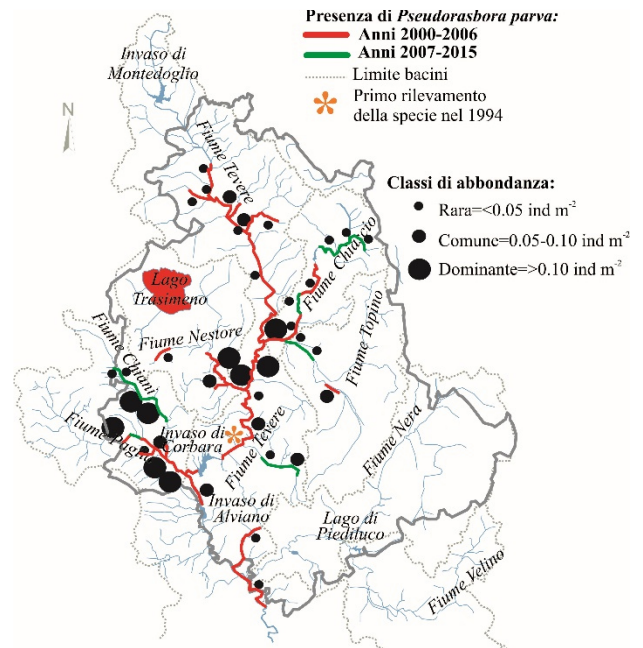 Presenza di Pseudorasbora parva:
Anni 2000-2006
Anni 2007-2015
Limite bacini
Primo rilevamento
della specie nel 1994
Classi di abbondanza:
Rara=<0.05 ind m-2
Comune=0.05-0.10 ind m-2
Dominante=>0.10 ind m-2
Invaso di
Montedoglio
N
Fiume Tevere
Fiume Chiascio
Lago
Trasimeno
Fiume Nestore
Fiume Topino
Fiume Chiani
Fiume Paglia
Invaso di
Corbara
Fiume Tevere
Fiume Nera
Invaso di
Alviano
Lago di
Piediluco
Fiume Velino